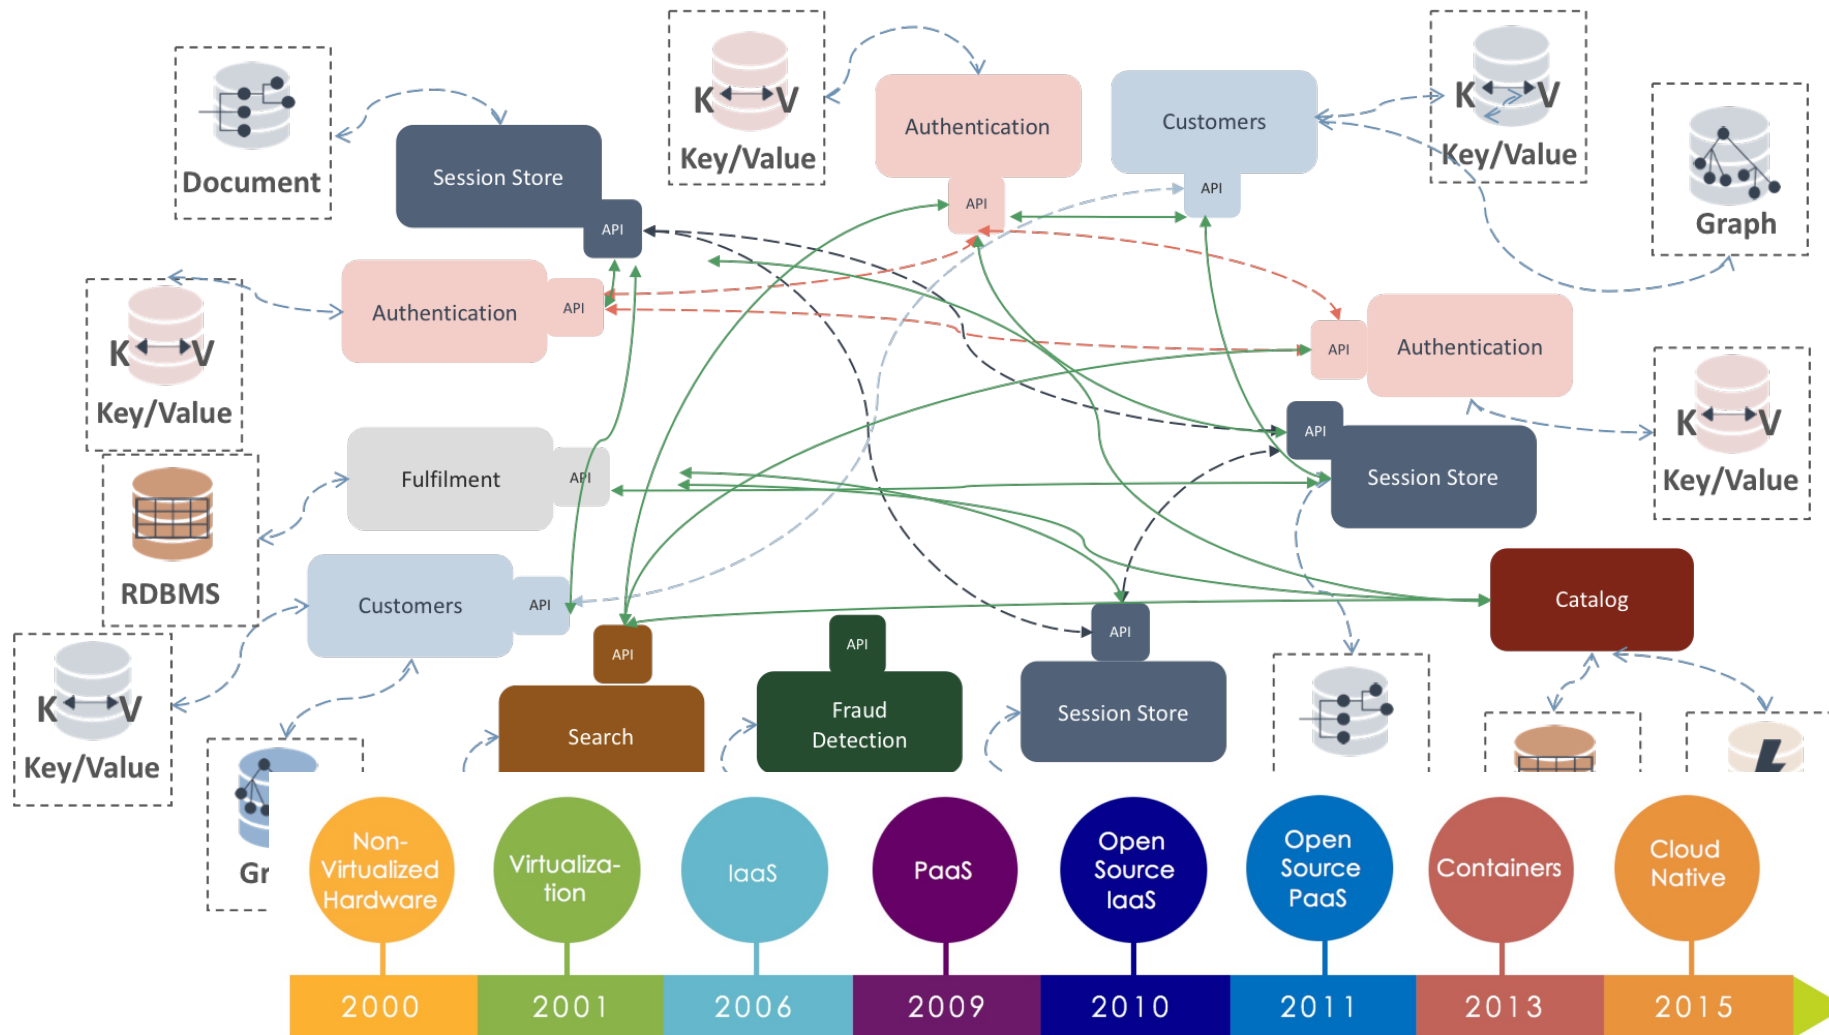 Document
Session Store
API
K V
Key/Value
Authentication
API
Customers
API
K V
Key/Value
Graph
K V
Key/Value
Authentication
API
API
Authentication
K V
Key/Value
RDBMS
Fulfilment
API
API
Session Store
Customers
API
K V
Key/Value
API
Search
API
Fraud
Detection
API
Session Store
Catalog
Gr
Non-
Virtualized
Hardware
Virtualiza-
tion
IaaS
PaaS
Open
Source
IaaS
Open
Source
PaaS
Containers
Cloud
Native
2000
2001
2006
2009
2010
2011
2013
2015